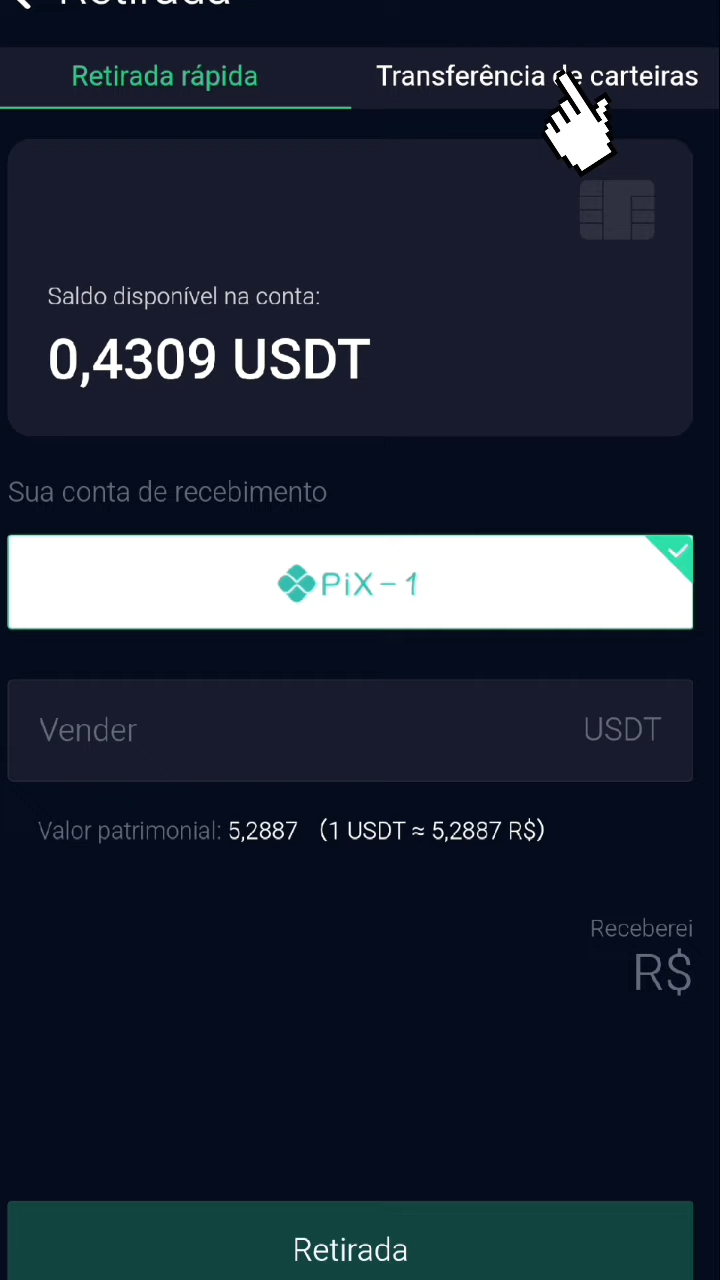 Retirada
Retirada rápida
Transferência de carteiras
Saldo disponível na conta:
0,4309 USDT
Sua conta de recebimento
PiX-1
Vender
USDT
Valor patrimonial: 5,2887 (1 USDT ≈ 5,2887 R$)
Receberei
R$
Retirada